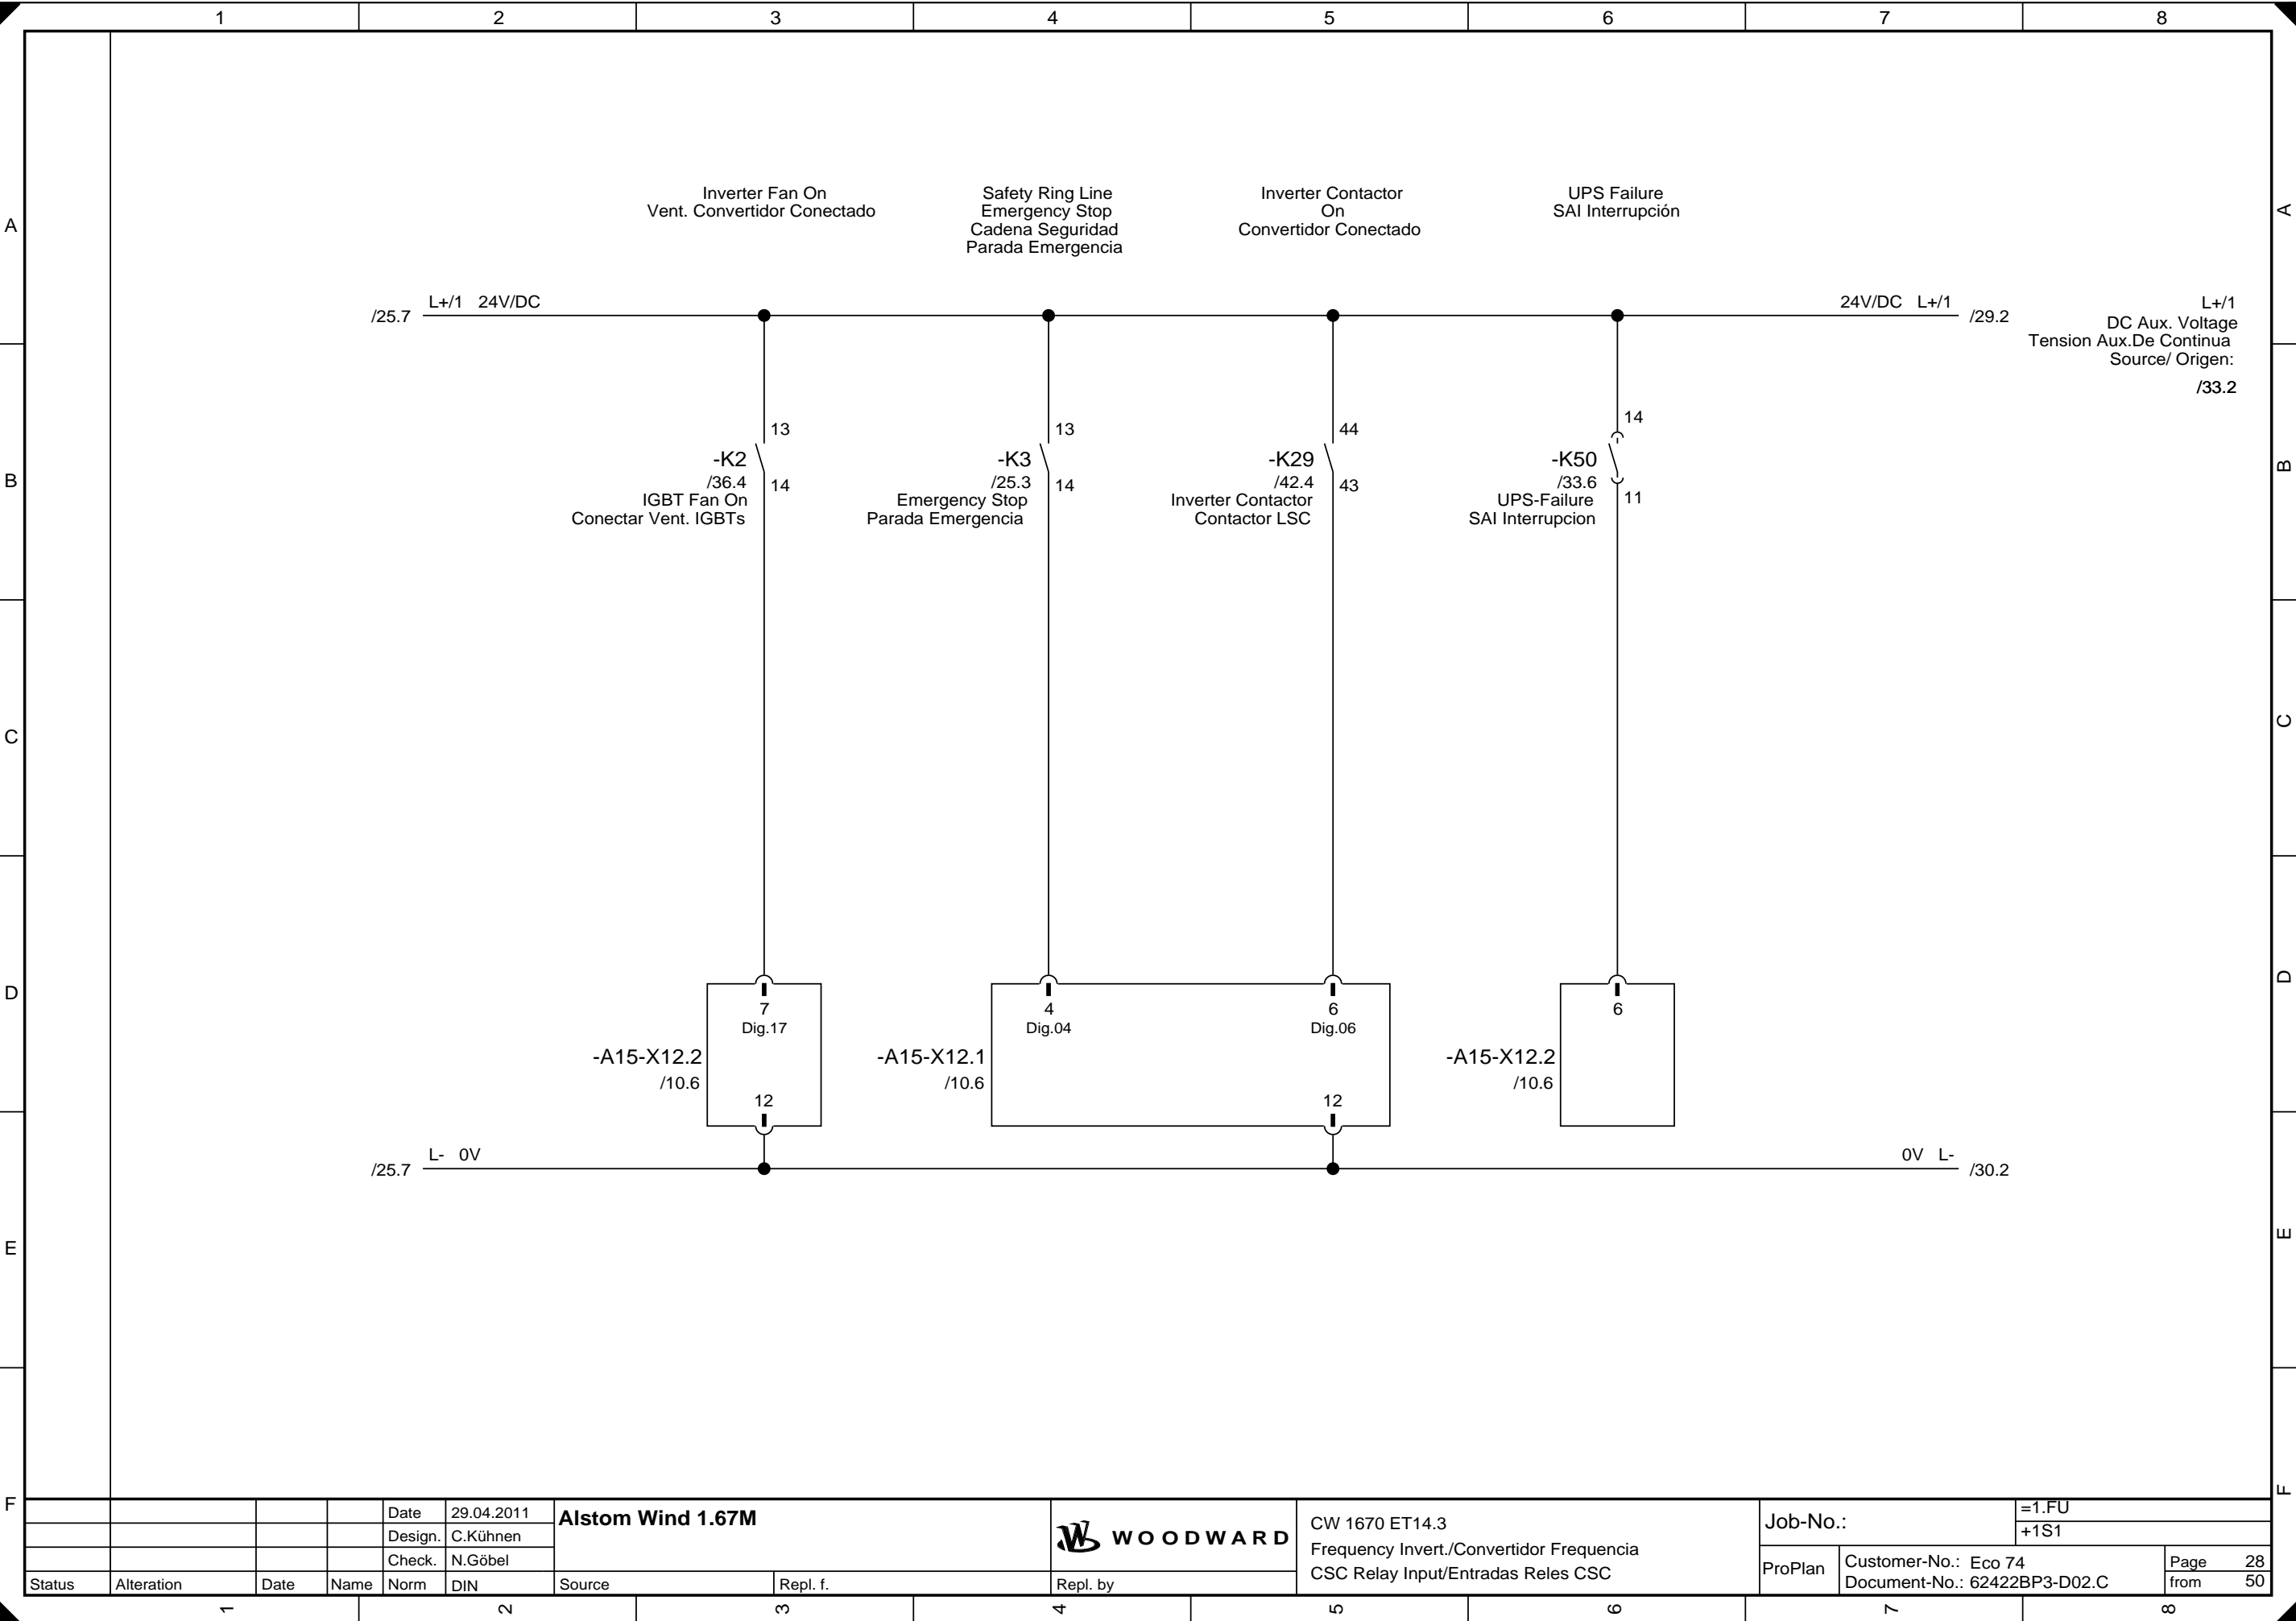 1 2 3 4 5 6 7 8
Inverter Fan On
Vent. Convertidor Conectado
Safety Ring Line
Emergency Stop
Cadena Seguridad
Parada Emergencia
Inverter Contactor
On
Convertidor Conectado
UPS Failure
SAI Interrupción
A A
/25.7 L+/1 24V/DC
24V/DC L+/1 /29.2
L+/1
DC Aux. Voltage
Tension Aux.De Continua
Source/ Origen:
/33.2
13
-K2
/36.4
14
IGBT Fan On
Conectar Vent. IGBTs
13
-K3
/25.3
14
Emergency Stop
Parada Emergencia
44
-K29
/42.4
43
Inverter Contactor
Contactor LSC
14
-K50
/33.6
11
UPS-Failure
SAI Interrupcion
B B
C C
D D
7
Dig.17
-A15-X12.2
/10.6
12
4
Dig.04
6
Dig.06
-A15-X12.1
/10.6
12
6
-A15-X12.2
/10.6
/25.7 L- 0V
0V L- /30.2
E E
F F
Date 29.04.2011
Design. C.Kühnen
Check. N.Göbel
Status Alteration Date Name Norm DIN
Alstom Wind 1.67M
Source Repl. f. Repl. by
WOODWARD
CW 1670 ET14.3
Frequency Invert./Convertidor Frequencia
CSC Relay Input/Entradas Reles CSC
Job-No.:
=1.FU
+1S1
ProPlan
Customer-No.: Eco 74
Document-No.: 62422BP3-D02.C
Page 28
from 50
1 2 3 4 5 6 7 8